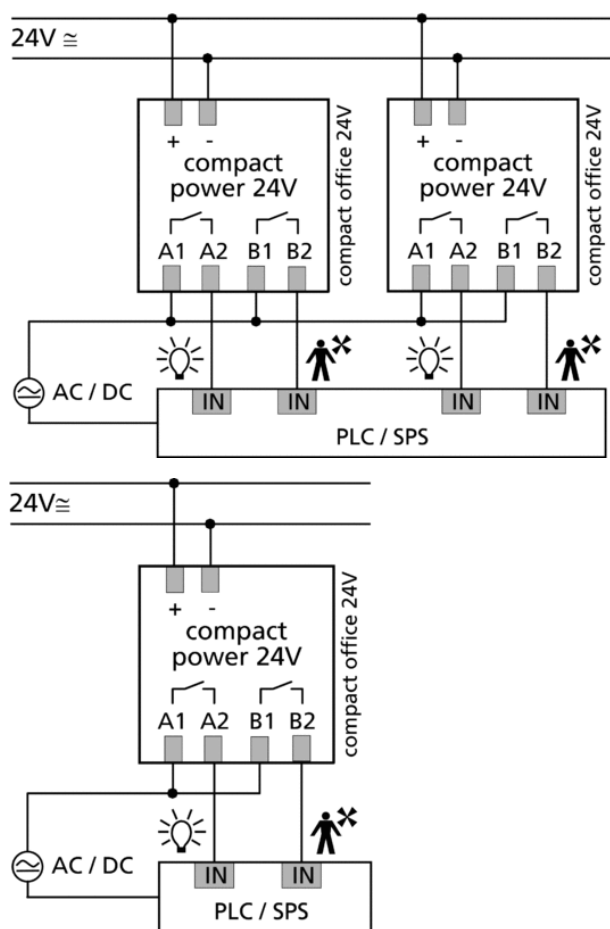 24V ≅
+ -
compact
power 24V
A1 A2 B1 B2
compact office 24V
+ -
compact
power 24V
A1 A2 B1 B2
compact office 24V
AC / DC
IN IN IN IN
PLC / SPS
24V≅
+ -
compact
power 24V
A1 A2 B1 B2
compact office 24V
AC / DC
IN IN
PLC / SPS